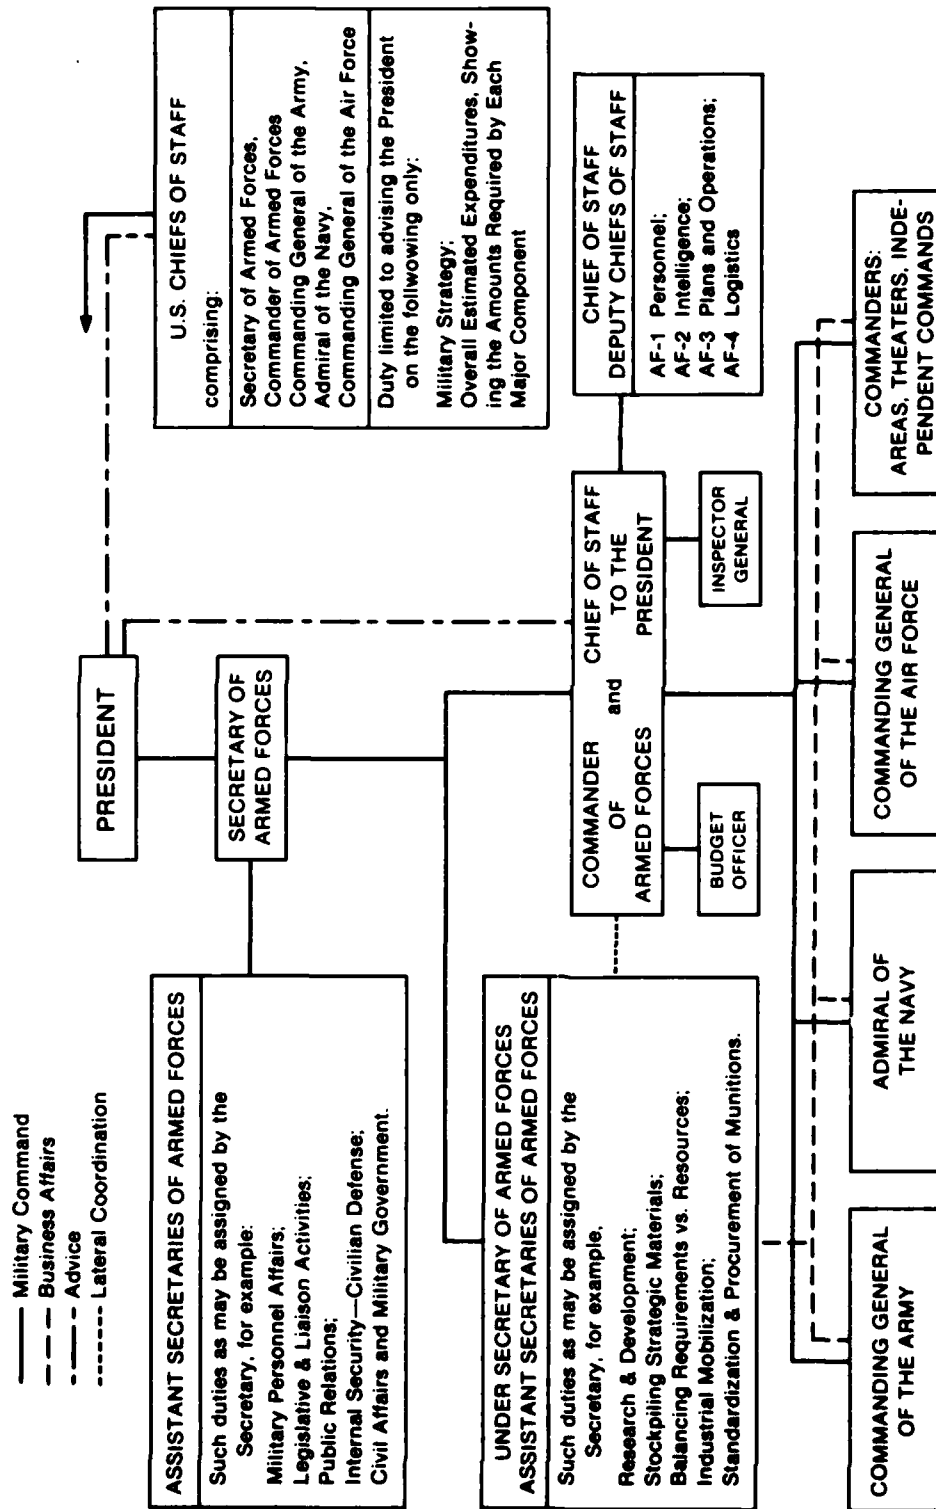 Military Command
Business Affairs
Advice
Lateral Coordination
PRESIDENT
SECRETARY OF
ARMED FORCES
U.S. CHIEFS OF STAFF
comprising:
Secretary of Armed Forces,
Commander of Armed Forces
Commanding General of the Army,
Admiral of the Navy,
Commanding General of the Air Force
Duty limited to advising the President
on the follwowing only:
Military Strategy;
Overall Estimated Expenditures, Show-
ing the Amounts Required by Each
Major Component
ASSISTANT SECRETARIES OF ARMED FORCES
Such duties as may be assigned by the
Secretary, for example:
Military Personnel Affairs;
Legislative & Liaison Activities;
Public Relations;
Internal Security—Civilian Defense;
Civil Affairs and Military Government.
UNDER SECRETARY OF ARMED FORCES
ASSISTANT SECRETARIES OF ARMED FORCES
Such duties as may be assigned by the
Secretary, for example,
Research & Development;
Stockpiling Strategic Materials;
Balancing Requirements vs. Resources;
Industrial Mobilization;
Standardization & Procurement of Munitions.
COMMANDER
OF
ARMED FORCES
and
CHIEF OF STAFF
TO THE
PRESIDENT
CHIEF OF STAFF
DEPUTY CHIEFS OF STAFF
AF-1 Personnel;
AF-2 Intelligence;
AF-3 Plans and Operations;
AF-4 Logistics
BUDGET
OFFICER
INSPECTOR
GENERAL
COMMANDING GENERAL
OF THE ARMY
ADMIRAL OF
THE NAVY
COMMANDING GENERAL
OF THE AIR FORCE
COMMANDERS:
AREAS, THEATERS, INDE-
PENDENT COMMANDS